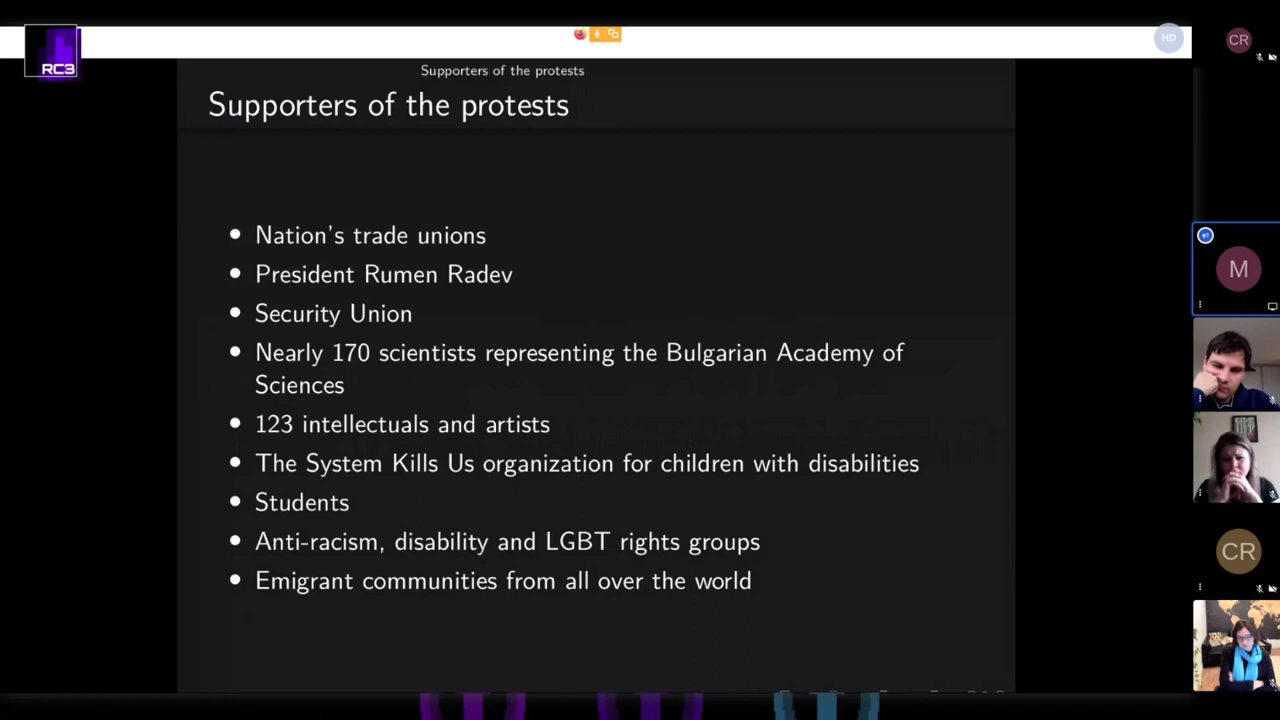 RC3
HD
CR
Supporters of the protests
Supporters of the protests
• Nation's trade unions
• President Rumen Radev
• Security Union
• Nearly 170 scientists representing the Bulgarian Academy of
Sciences
• 123 intellectuals and artists
• The System Kills Us organization for children with disabilities
• Students
• Anti-racism, disability and LGBT rights groups
• Emigrant communities from all over the world
M
CR